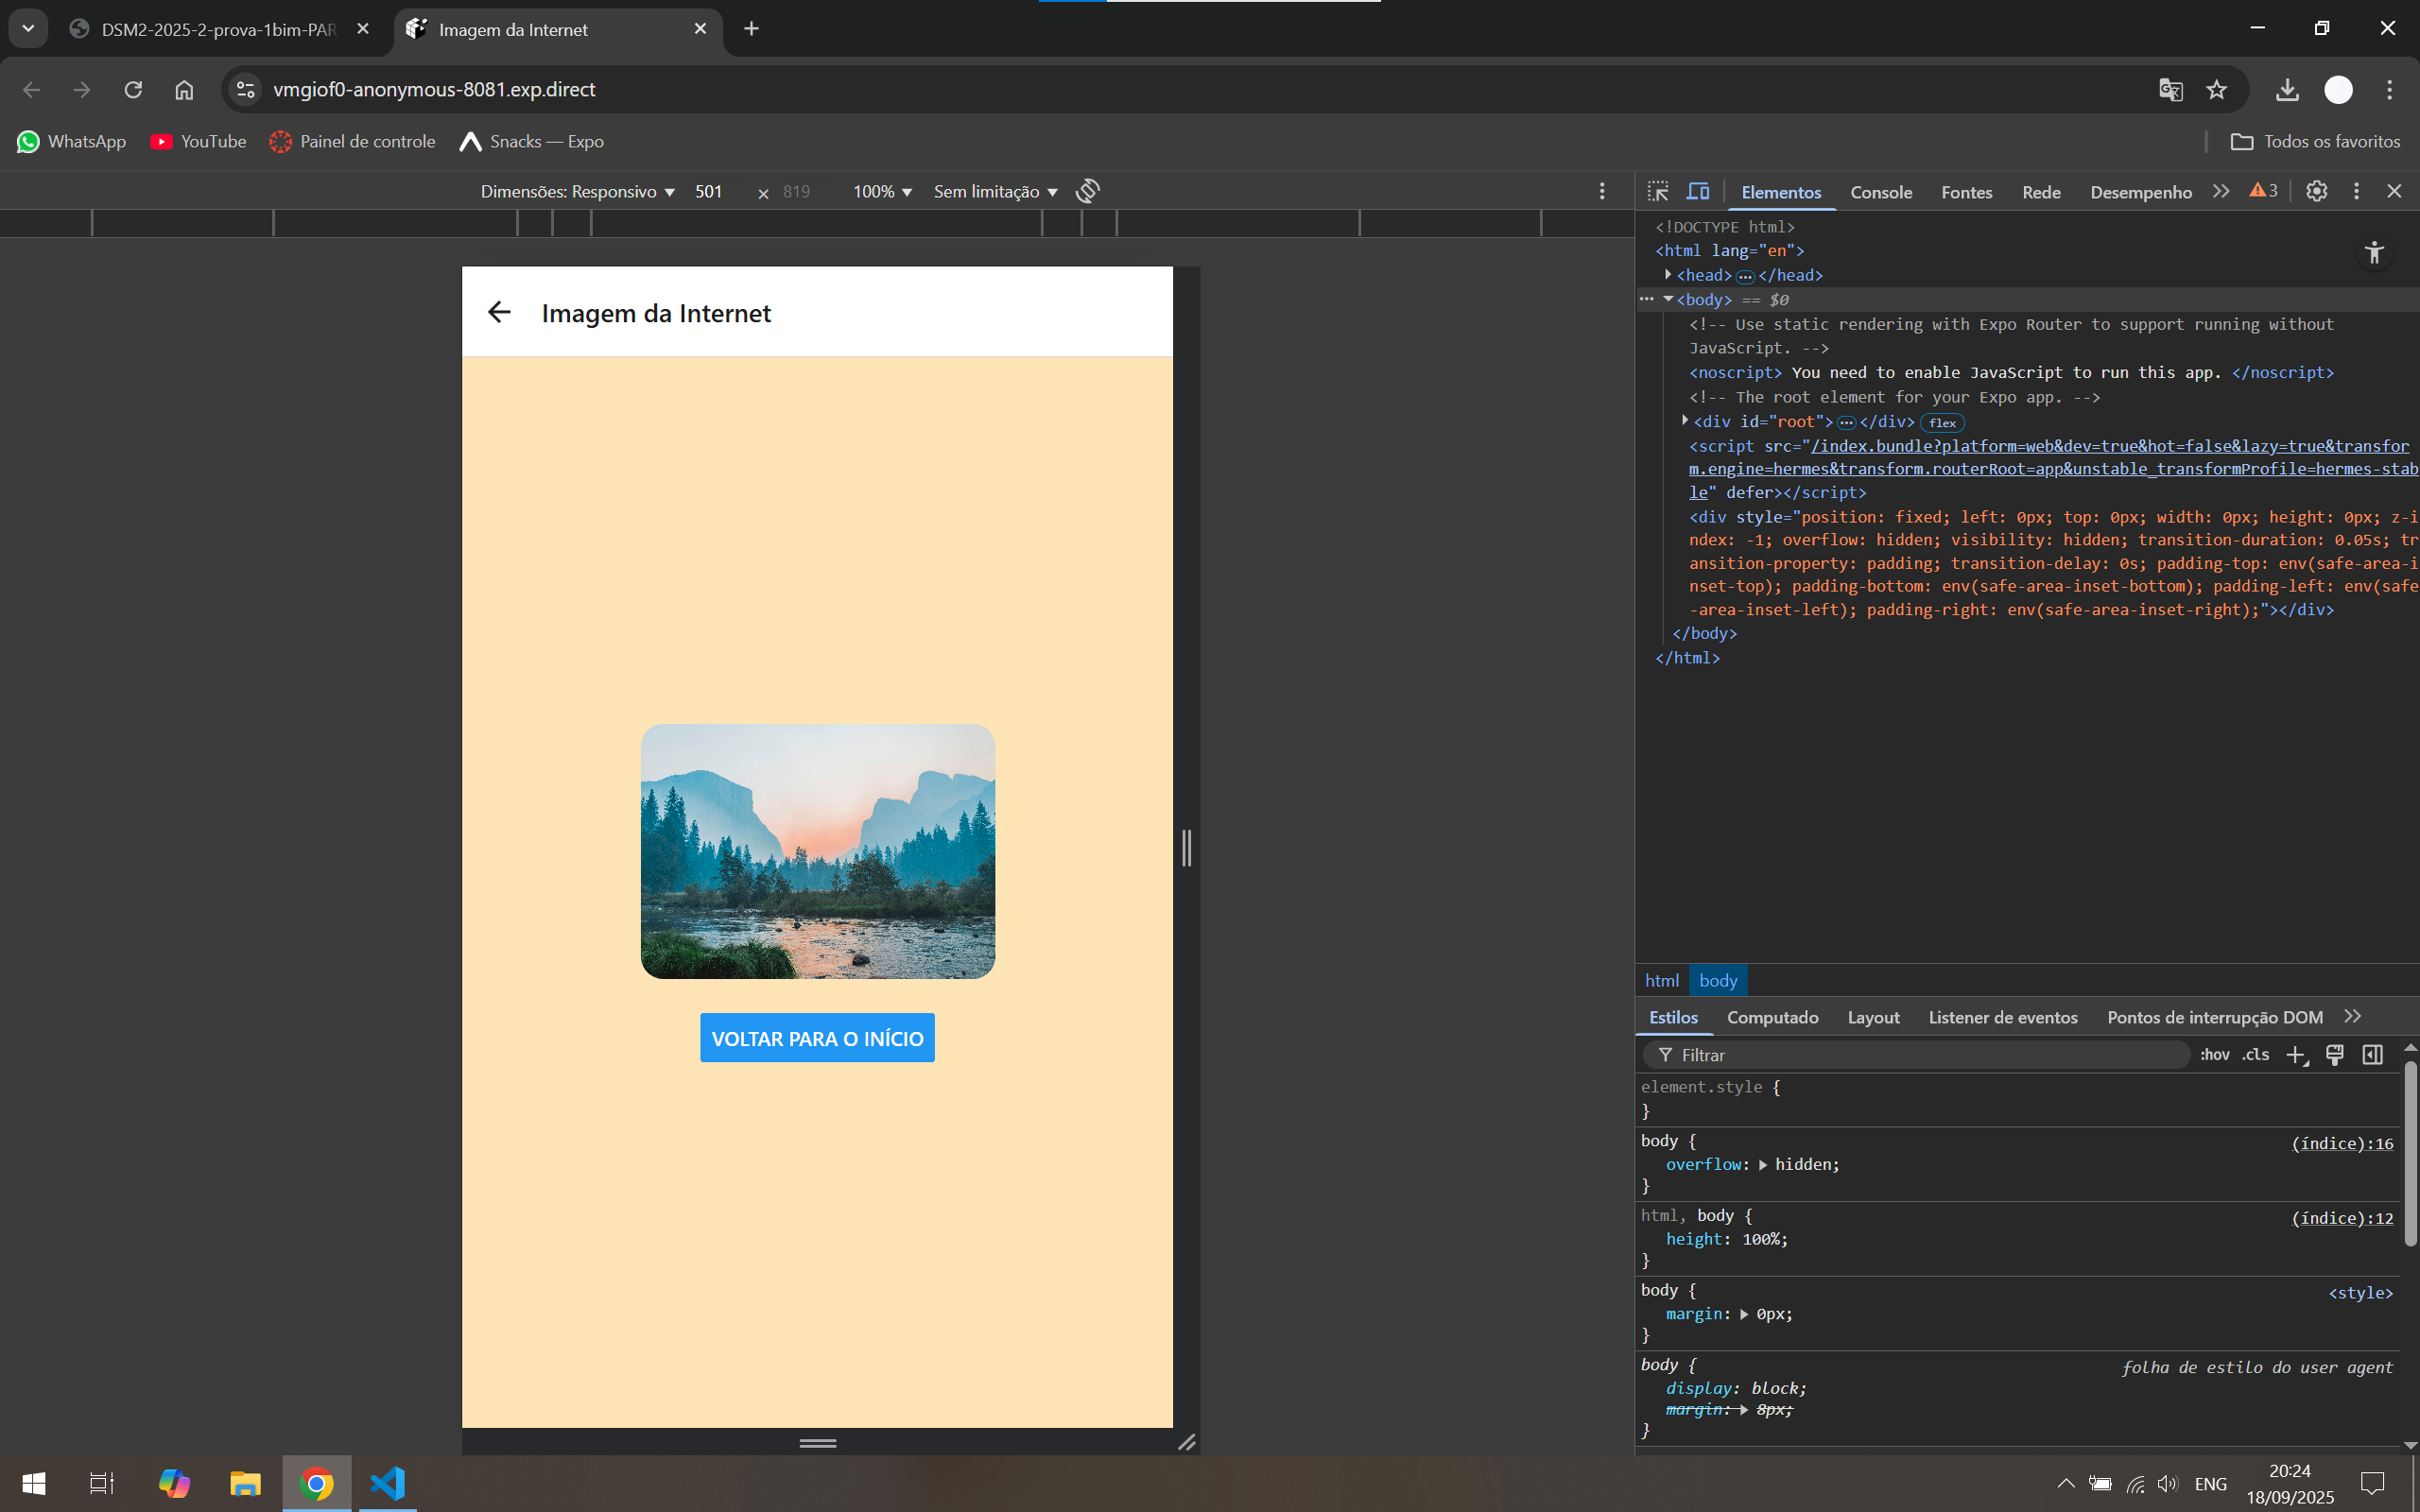 DSM2-2025-2-prova-1bim-PAR
Imagem da Internet
vmgiof0-anonymous-8081.exp.direct
WhatsApp YouTube Painel de controle Snacks — Expo Todos os favoritos
Dimensões: Responsivo 501 × 819 100% Sem limitação
Elementos Console Fontes Rede Desempenho 3
Imagem da Internet
VOLTAR PARA O INÍCIO
<!DOCTYPE html>
<html lang="en">
<head>…</head>
<body> == $0
<!-- Use static rendering with Expo Router to support running without
JavaScript. -->
<noscript> You need to enable JavaScript to run this app. </noscript>
<!-- The root element for your Expo app. -->
<div id="root">…</div> flex
<script src="/index.bundle?platform=web&dev=true&hot=false&lazy=true&transfor
m.engine=hermes&transform.routerRoot=app&unstable_transformProfile=hermes-stab
le" defer></script>
<div style="position: fixed; left: 0px; top: 0px; width: 0px; height: 0px; z-i
ndex: -1; overflow: hidden; visibility: hidden; transition-duration: 0.05s; tr
ansition-property: padding; transition-delay: 0s; padding-top: env(safe-area-i
nset-top); padding-bottom: env(safe-area-inset-bottom); padding-left: env(safe
-area-inset-left); padding-right: env(safe-area-inset-right);"></div>
</body>
</html>
html body
Estilos Computado Layout Listener de eventos Pontos de interrupção DOM
Filtrar :hov .cls
element.style {
}
body { (índice):16
overflow: hidden;
}
html, body { (índice):12
height: 100%;
}
body { <style>
margin: 0px;
}
body { folha de estilo do user agent
display: block;
margin: 8px;
}
ENG
20:24
18/09/2025